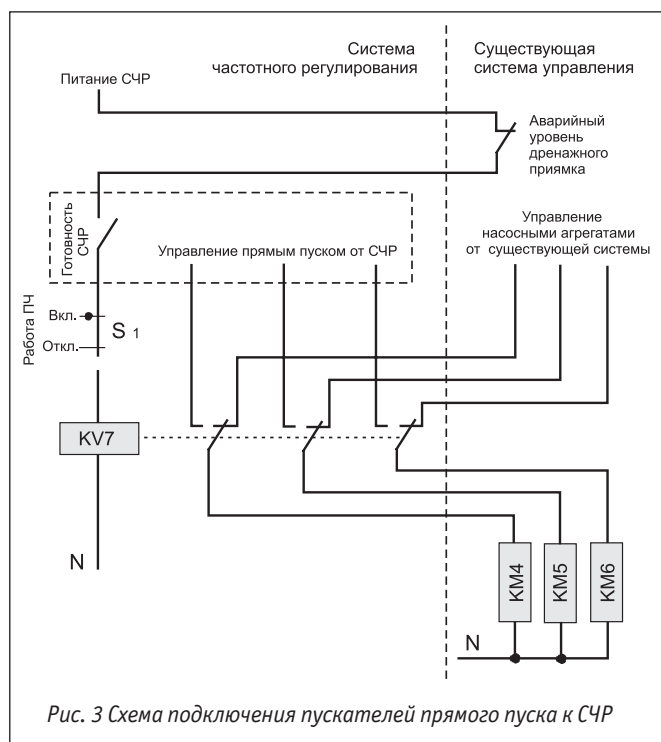 Система
частотного регулирования
Существующая
система управления
Питание СЧР
Аварийный
уровень
дренажного
приямка
Готовность
СЧР
Управление прямым пуском от СЧР
Управление
насосными агрегатами
от существующей системы
Работа ПЧ
Вкл.
S 1
Откл.
KV7
N
KM4
KM5
KM6
N
Рис. 3 Схема подключения пускателей прямого пуска к СЧР